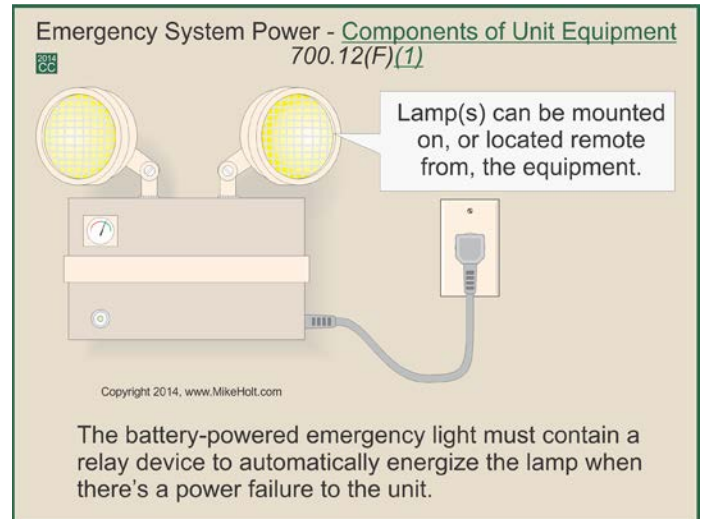 Emergency System Power - Components of Unit Equipment
700.12(F)(1)
2014
CC
Lamp(s) can be mounted
on, or located remote
from, the equipment.
Copyright 2014, www.MikeHolt.com
The battery-powered emergency light must contain a
relay device to automatically energize the lamp when
there's a power failure to the unit.